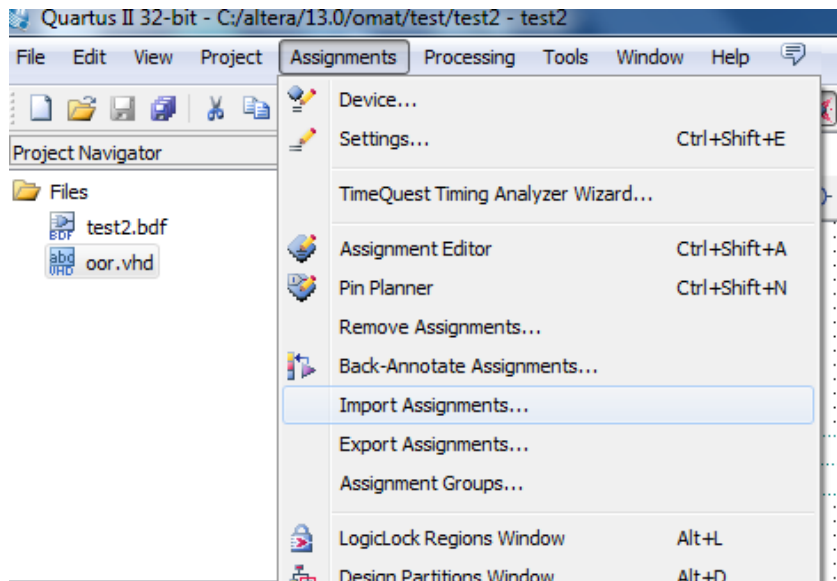 Quartus II 32-bit - C:/altera/13.0/omat/test/test2 - test2
File Edit View Project Assignments Processing Tools Window Help
Device...
Settings... Ctrl+Shift+E
Project Navigator
Files
TimeQuest Timing Analyzer Wizard...
BDF test2.bdf
abc VHD oor.vhd
Assignment Editor Ctrl+Shift+A
Pin Planner Ctrl+Shift+N
Remove Assignments...
Back-Annotate Assignments...
Import Assignments...
Export Assignments...
Assignment Groups...
LogicLock Regions Window Alt+L
Design Partitions Window Alt+D